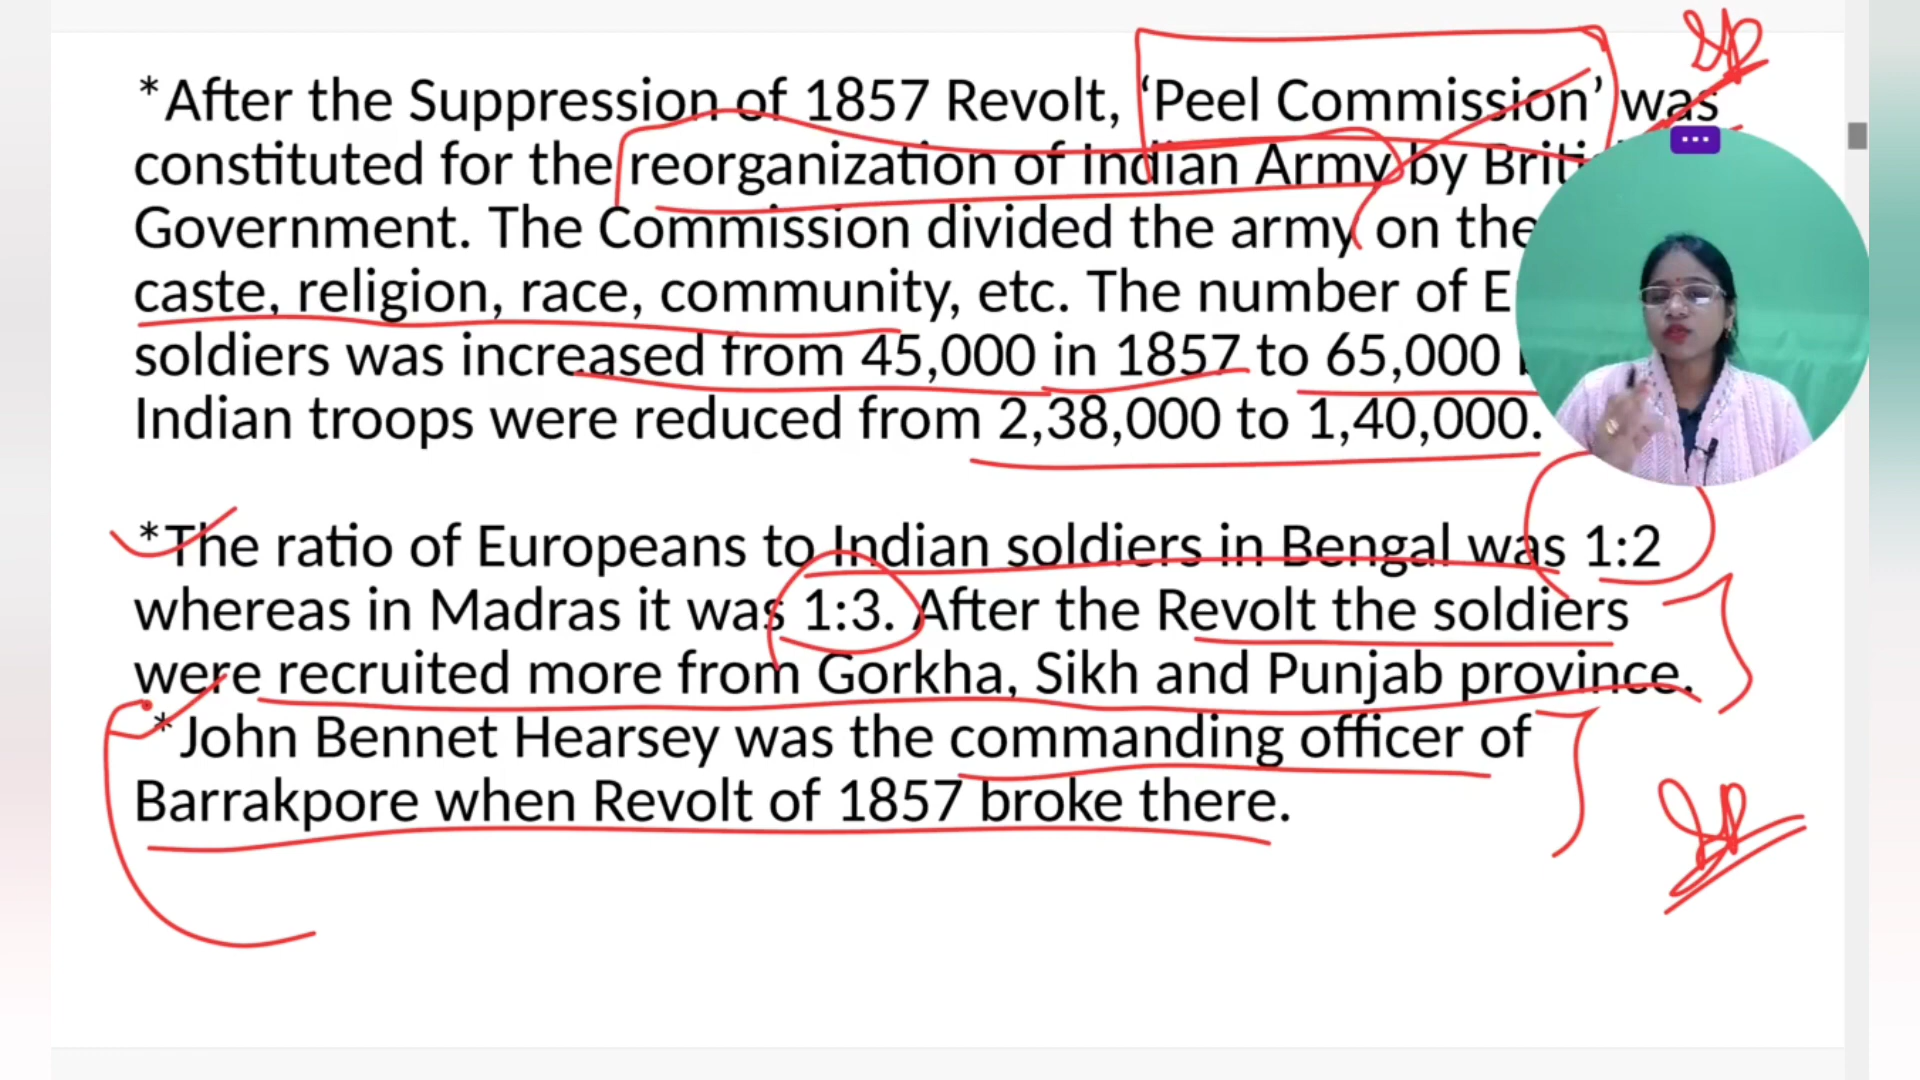 *After the Suppression of 1857 Revolt, ‘Peel Commission’ was
constituted for the reorganization of Indian Army by
Government. The Commission divided the army on the
caste, religion, race, community, etc. The number of
soldiers was increased from 45,000 in 1857 to 65,000
Indian troops were reduced from 2,38,000 to 1,40,000.
*The ratio of Europeans to Indian soldiers in Bengal was 1:2
whereas in Madras it was 1:3. After the Revolt the soldiers
were recruited more from Gorkha, Sikh and Punjab province.
*John Bennet Hearsey was the commanding officer of
Barrakpore when Revolt of 1857 broke there.